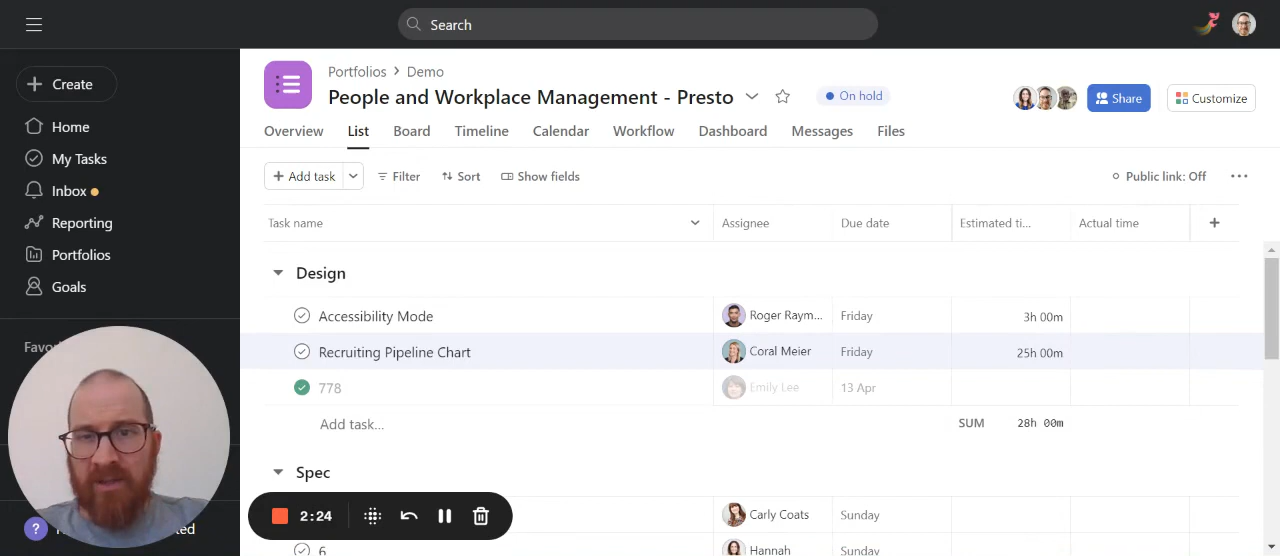 Search
Create
Home
My Tasks
Inbox
Reporting
Portfolios
Goals
Portfolios > Demo
People and Workplace Management - Presto
On hold
Share
Customize
Overview List Board Timeline Calendar Workflow Dashboard Messages Files
+ Add task Filter Sort Show fields Public link: Off ...
Task name Assignee Due date Estimated ti... Actual time +
Design
Accessibility Mode Roger Raym... Friday 3h 00m
Recruiting Pipeline Chart Coral Meier Friday 25h 00m
778 Emily Lee 13 Apr
Add task... SUM 28h 00m
Spec
Carly Coats Sunday
6 Hannah Sunday
2:24
?